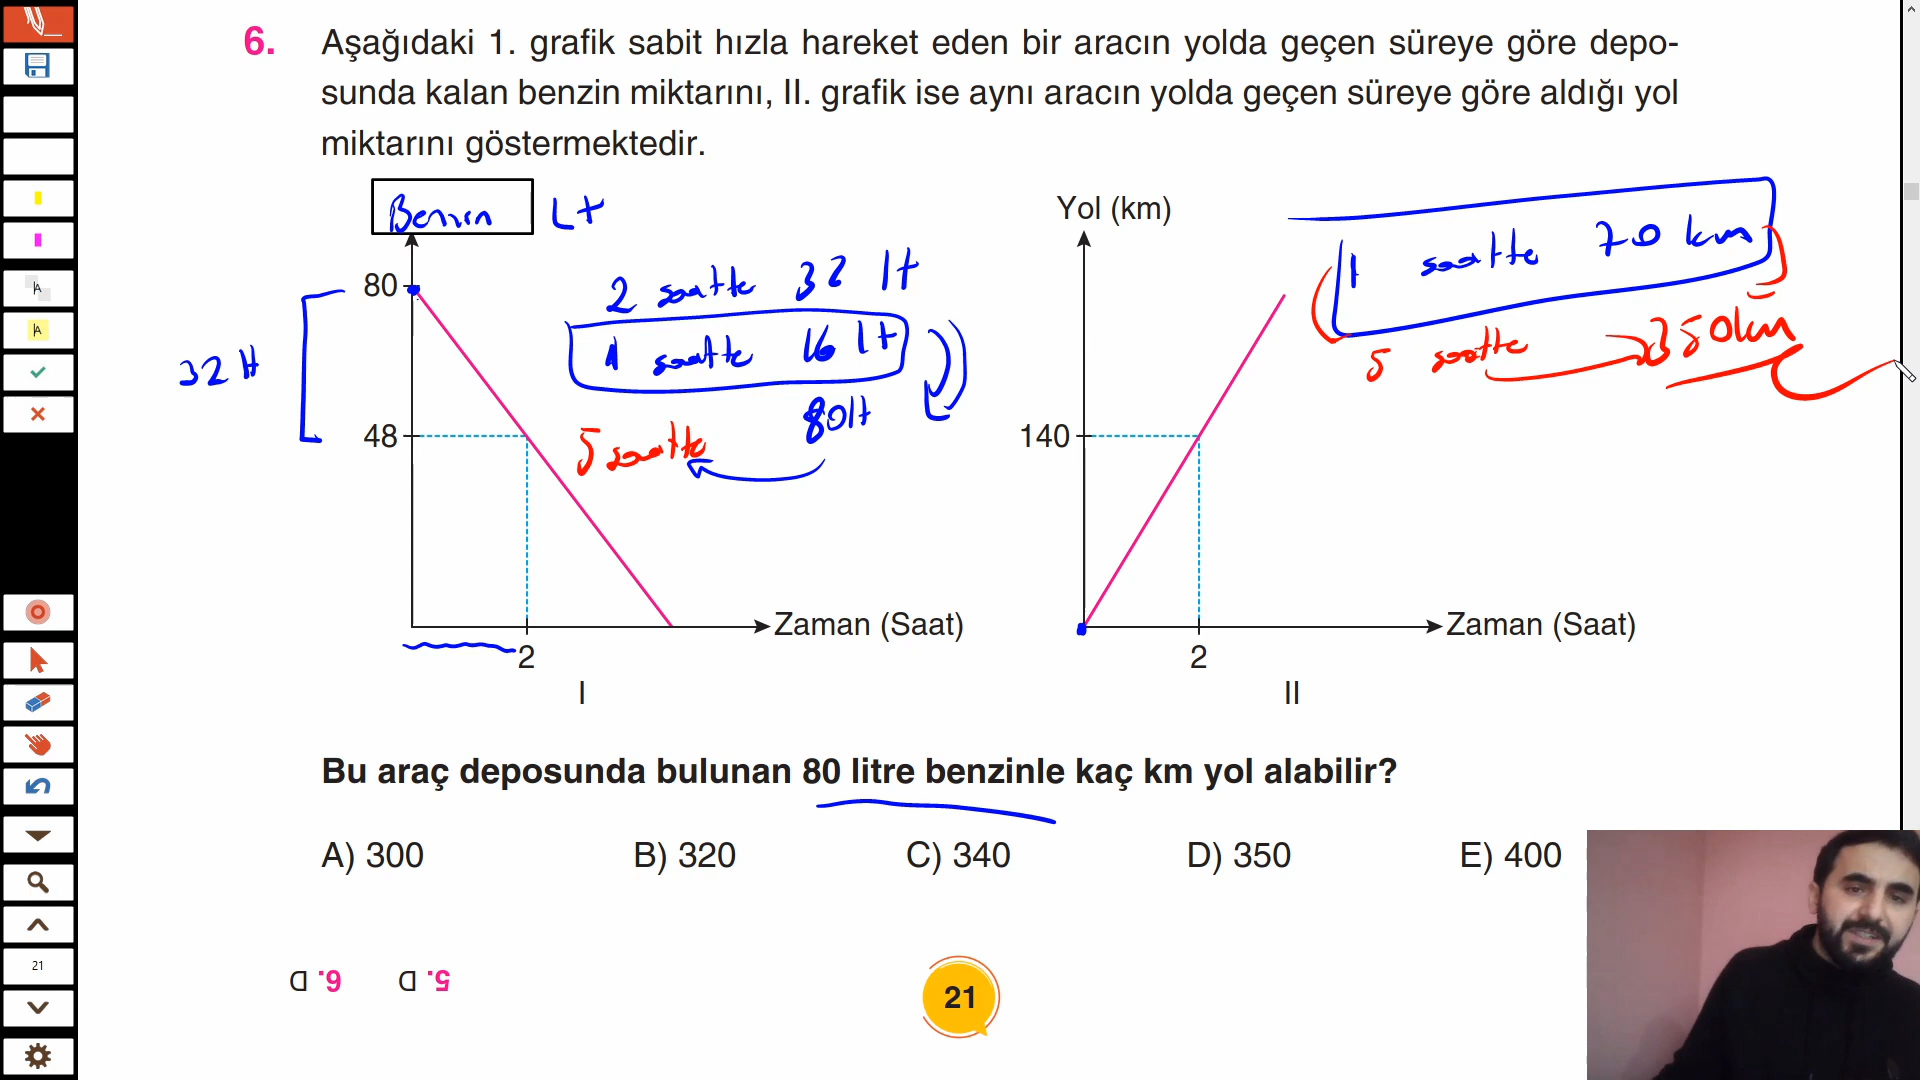 6. Aşağıdaki 1. grafik sabit hızla hareket eden bir aracın yolda geçen süreye göre depo-
sunda kalan benzin miktarını, II. grafik ise aynı aracın yolda geçen süreye göre aldığı yol
miktarını göstermektedir.
Benzin Lt
80
32 lt
48
2
Zaman (Saat)
I
2 saatte 32 lt
1 saatte 16 lt
80lt
5 saatte
Yol (km)
1 saatte 70 km
5 saatte 350km
140
2
Zaman (Saat)
II
Bu araç deposunda bulunan 80 litre benzinle kaç km yol alabilir?
A) 300 B) 320 C) 340 D) 350 E) 400
5. D 6. D
21
A
A
21